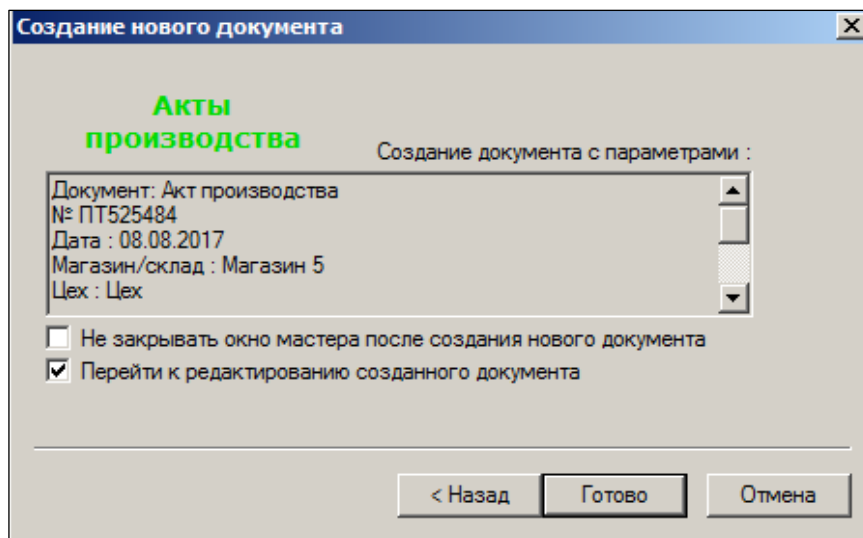 Создание нового документа
Акты
производства
Создание документа с параметрами :
Документ: Акт производства
№ ПТ525484
Дата : 08.08.2017
Магазин/склад : Магазин 5
Цех : Цех
Не закрывать окно мастера после создания нового документа
Перейти к редактированию созданного документа
< Назад
Готово
Отмена